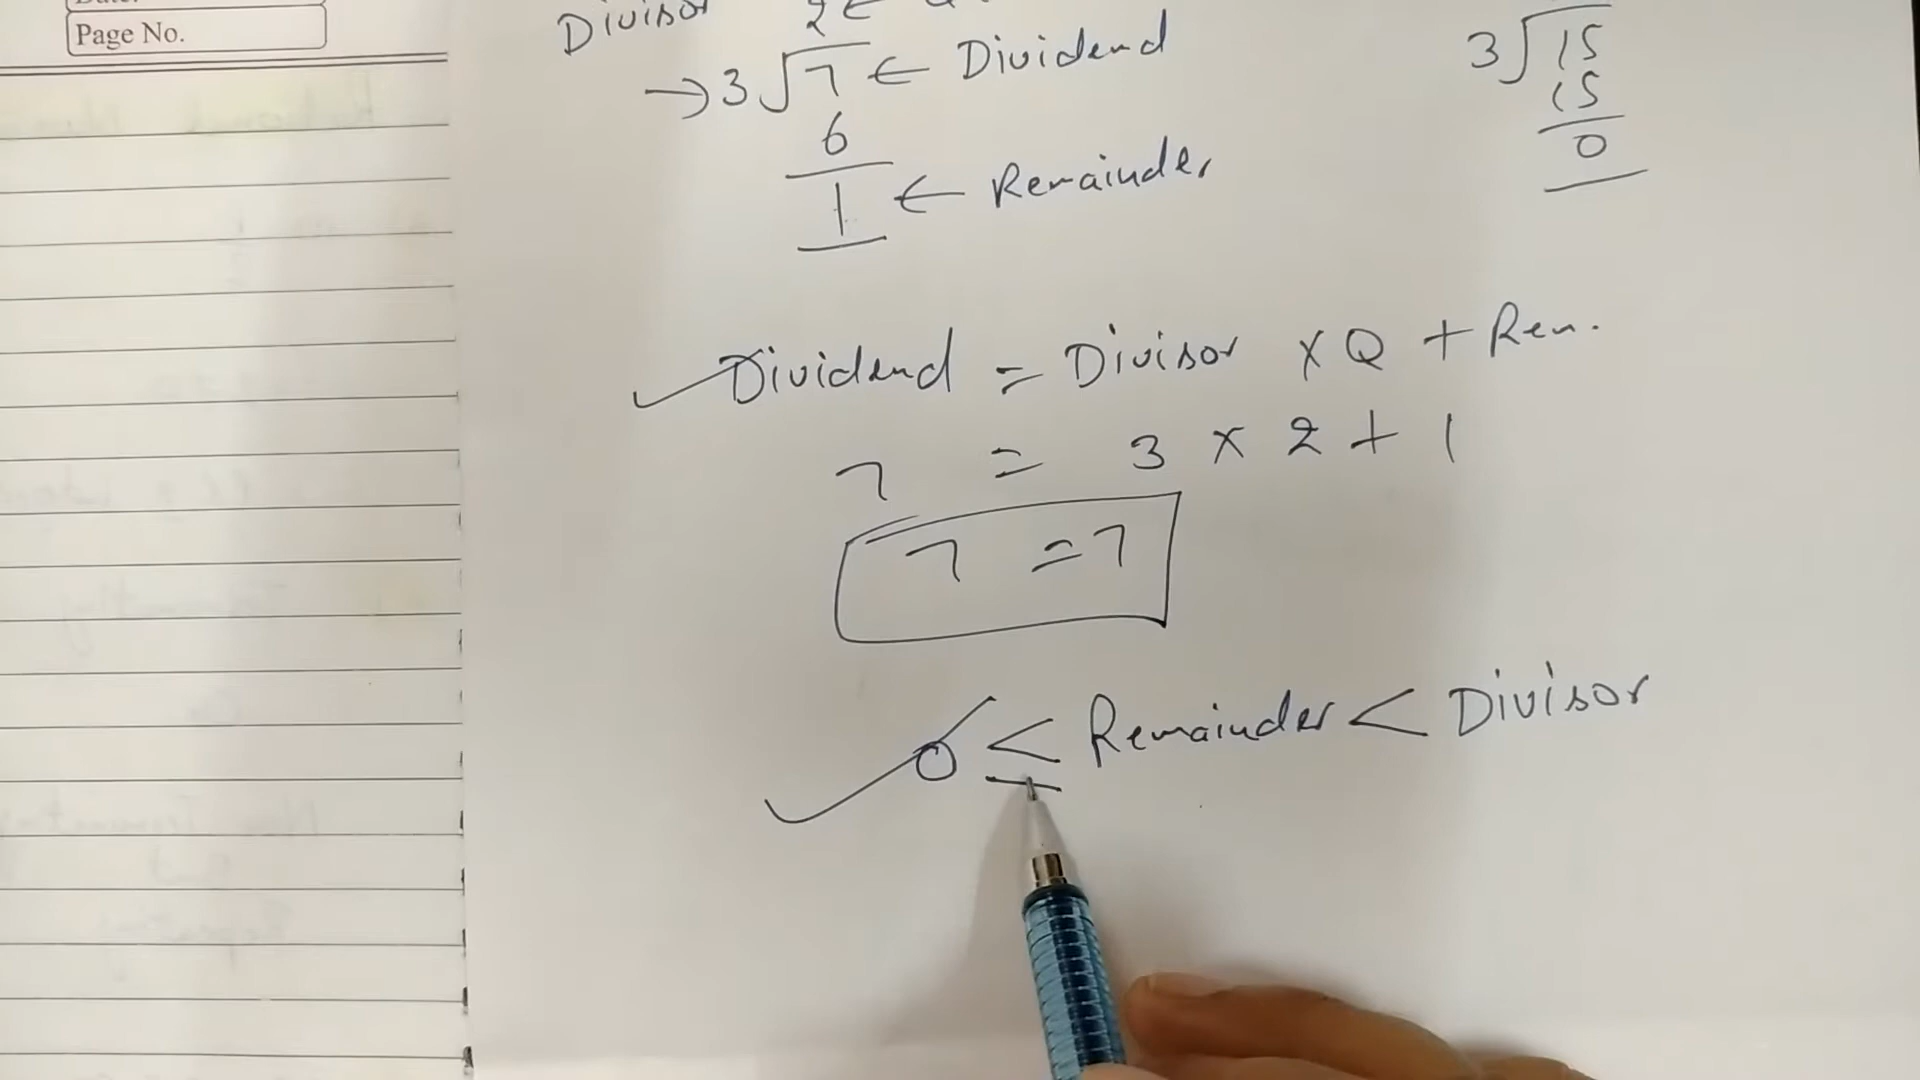 Page No.
Divisor 2 ←
→ 3 √7 ← Dividend
6
1 ← Remainder
3 √15
15
0
Dividend = Divisor × Q + Rem.
7 = 3 × 2 + 1
7 = 7
0 ≤ Remainder < Divisor